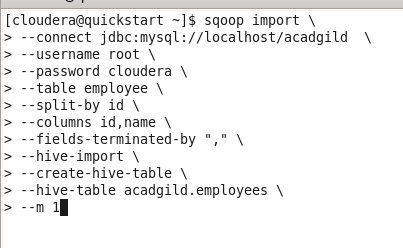 [cloudera@quickstart ~]$ sqoop import \
> --connect jdbc:mysql://localhost/acadgild  \
> --username root \
> --password cloudera \
> --table employee \
> --split-by id \
> --columns id,name \
> --fields-terminated-by "," \
> --hive-import \
> --create-hive-table \
> --hive-table acadgild.employees \
> --m 1